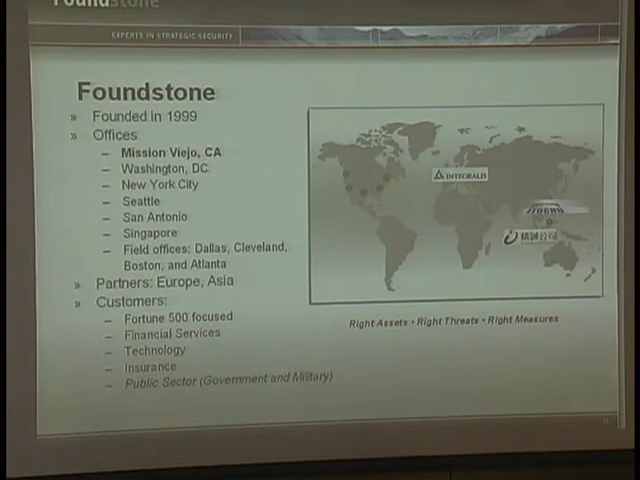 Foundstone
EXPERTS IN STRATEGIC SECURITY
Foundstone
» Founded in 1999
» Offices
– Mission Viejo, CA
– Washington, DC
– New York City
– Seattle
– San Antonio
– Singapore
– Field offices: Dallas, Cleveland,
Boston, and Atlanta
» Partners: Europe, Asia
» Customers:
– Fortune 500 focused
– Financial Services
– Technology
– Insurance
– Public Sector (Government and Military)
INTEGRALIS
Right Assets • Right Threats • Right Measures